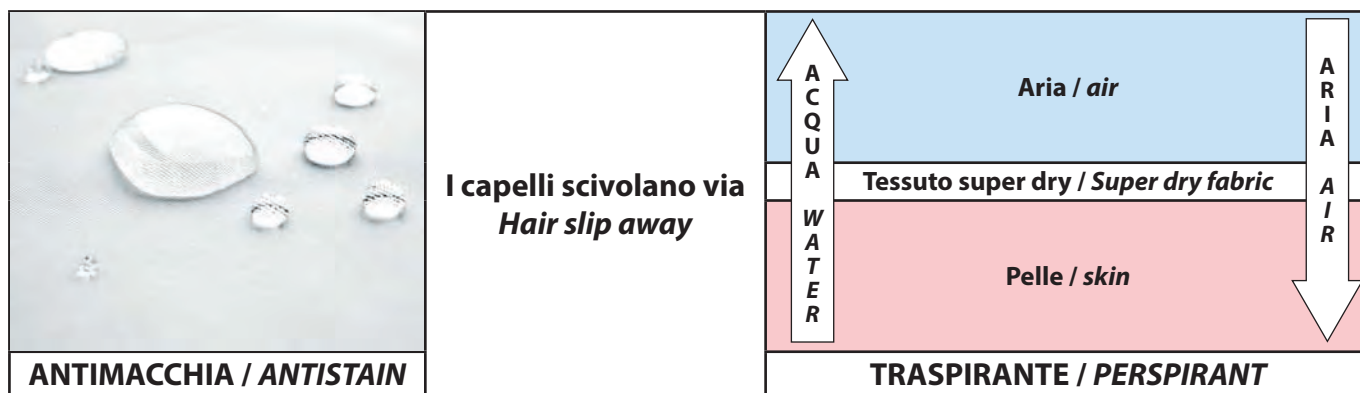 ANTIMACCHIA / ANTISTAIN
I capelli scivolano via
Hair slip away
ACQUA WATER
Aria / air
Tessuto super dry / Super dry fabric
Pelle / skin
ARIA AIR
TRASPIRANTE / PERSPIRANT